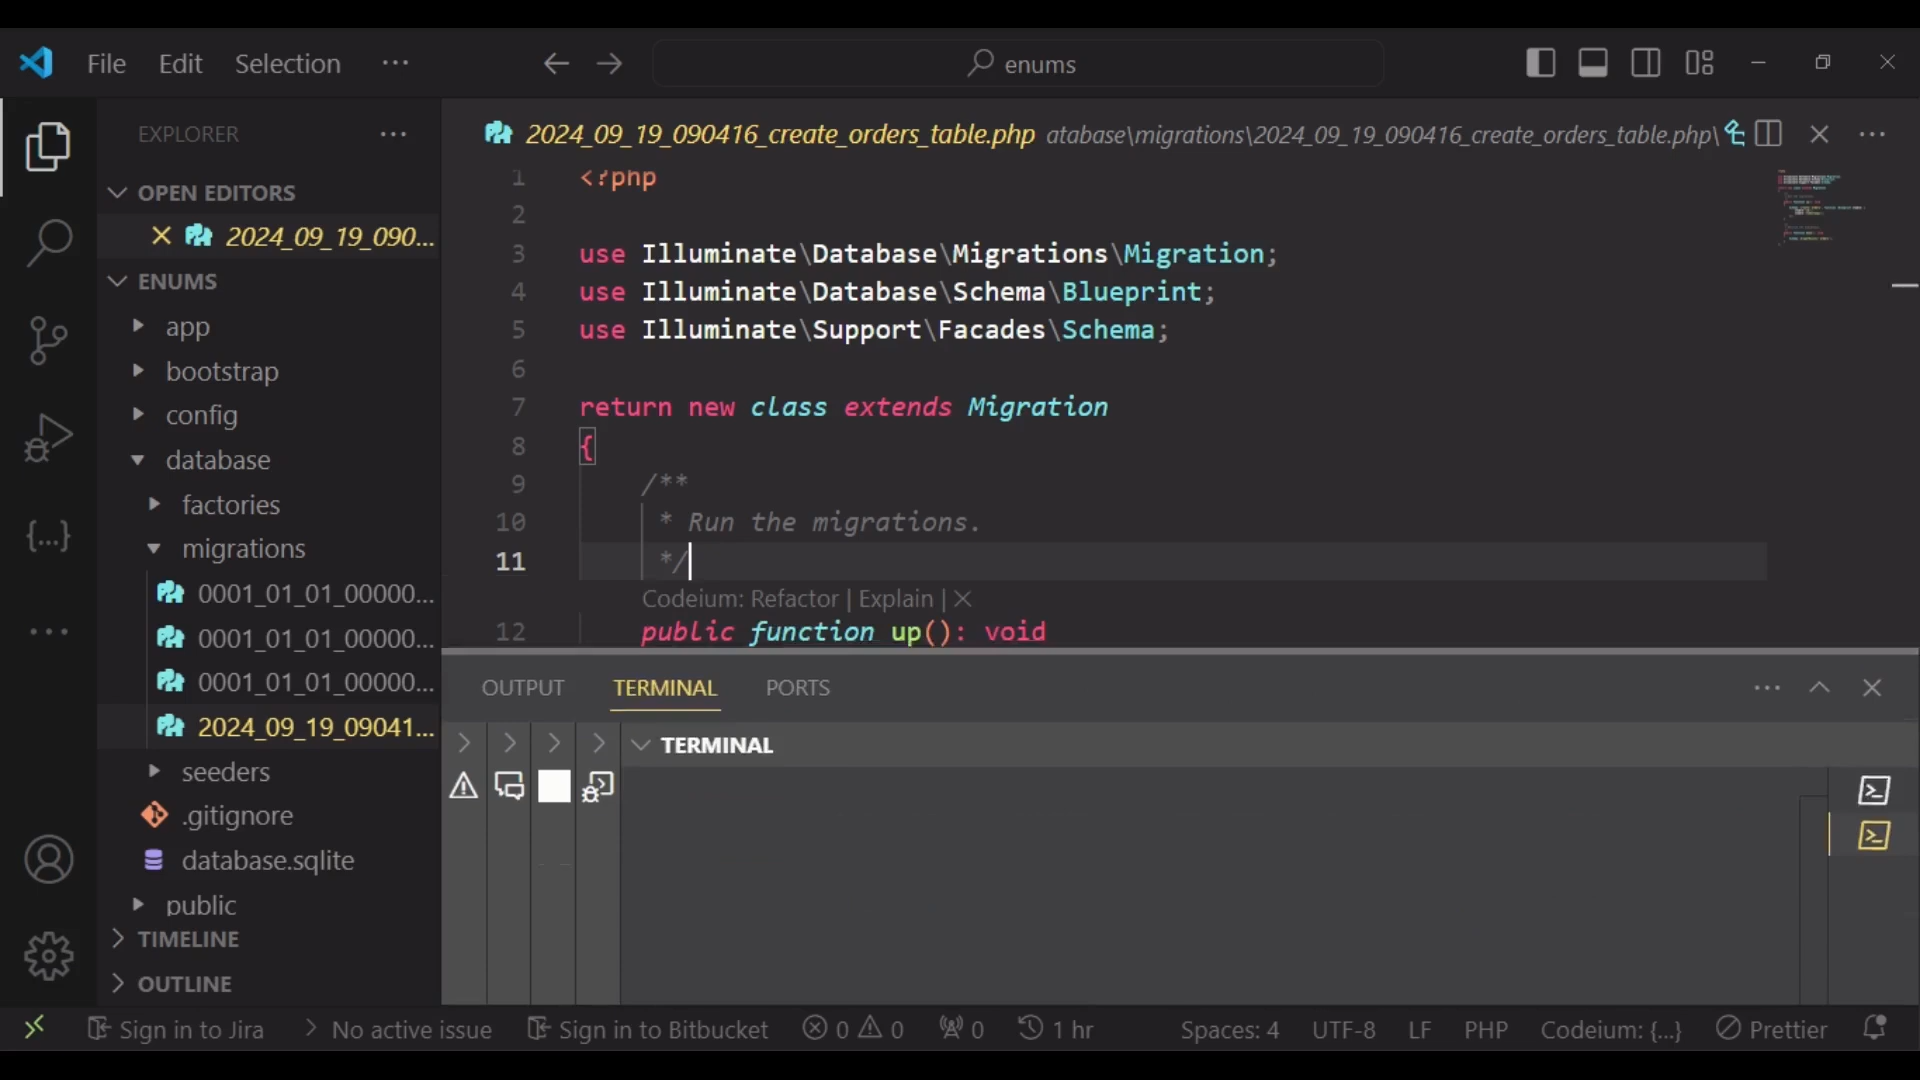 File Edit Selection ···
enums
EXPLORER ···
OPEN EDITORS
2024_09_19_090...
ENUMS
app
bootstrap
config
database
factories
migrations
0001_01_01_00000...
0001_01_01_00000...
0001_01_01_00000...
2024_09_19_09041...
seeders
.gitignore
database.sqlite
public
TIMELINE
OUTLINE
2024_09_19_090416_create_orders_table.php atabase\migrations\2024_09_19_090416_create_orders_table.php\
1 <?php
2
3 use Illuminate\Database\Migrations\Migration;
4 use Illuminate\Database\Schema\Blueprint;
5 use Illuminate\Support\Facades\Schema;
6
7 return new class extends Migration
8 {
9 /**
10 * Run the migrations.
11 */
Codeium: Refactor | Explain | ✕
12 public function up(): void
OUTPUT TERMINAL PORTS
TERMINAL
Sign in to Jira No active issue Sign in to Bitbucket 0 0 0 1 hr Spaces: 4 UTF-8 LF PHP Codeium: {...} Prettier